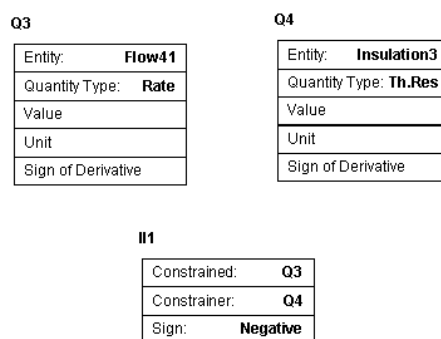 Q3
Entity: Flow41
Quantity Type: Rate
Value
Unit
Sign of Derivative
Q4
Entity: Insulation3
Quantity Type: Th.Res
Value
Unit
Sign of Derivative
II1
Constrained: Q3
Constrainer: Q4
Sign: Negative